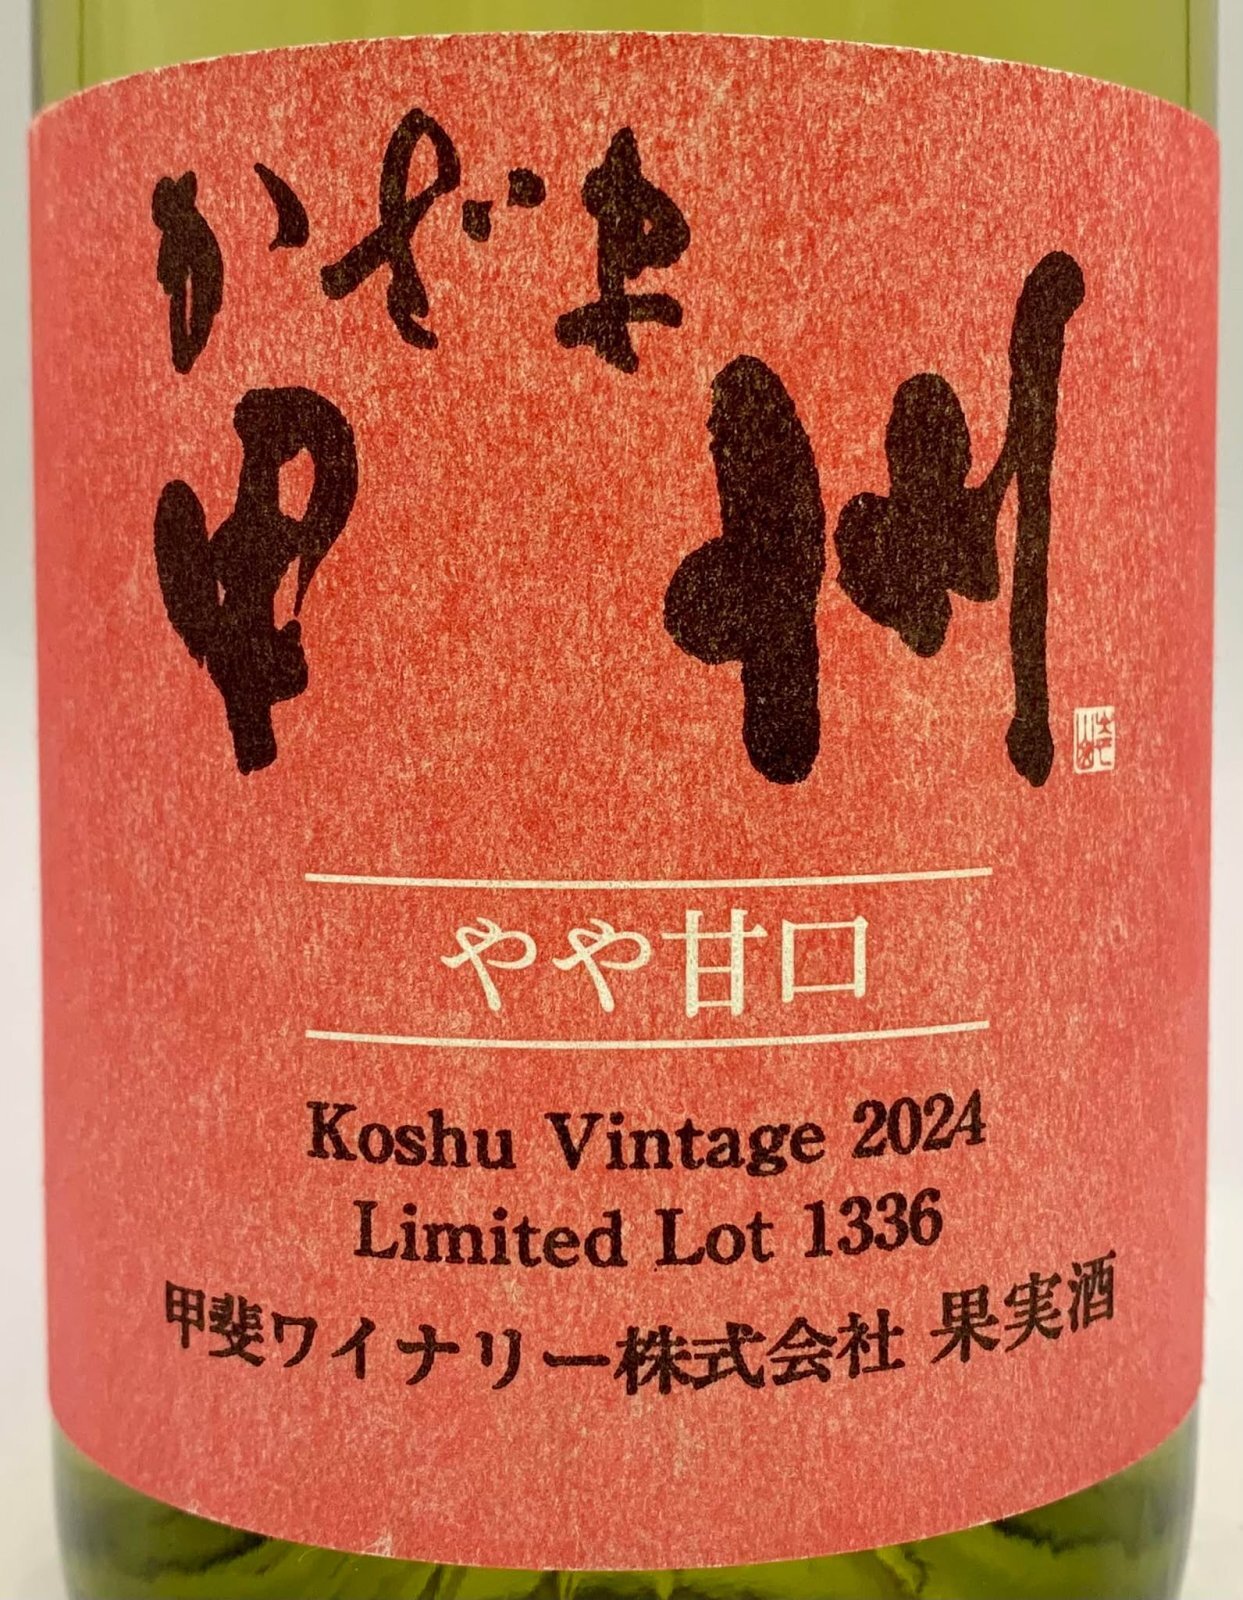 かざま
甲州
やや甘口
Koshu Vintage 2024
Limited Lot 1336
甲斐ワイナリー株式会社 果実酒